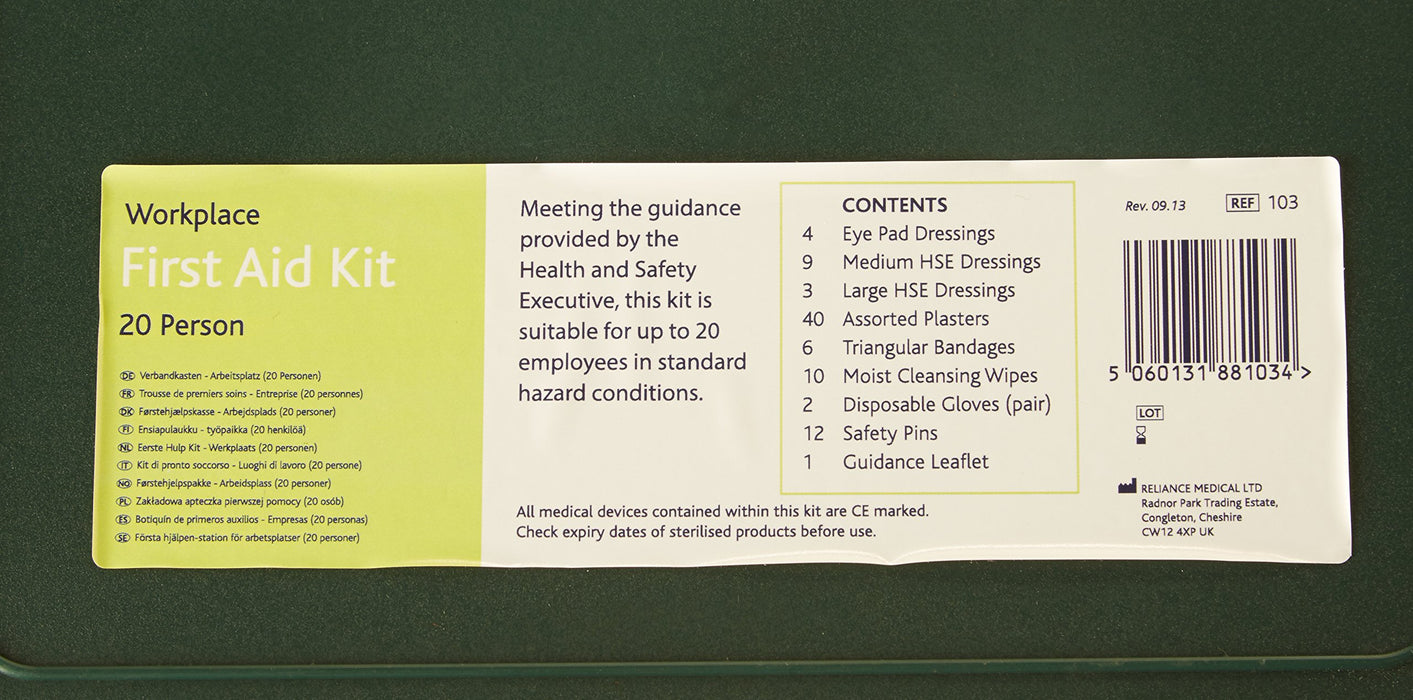 Workplace
First Aid Kit
20 Person
DE Verbandkasten - Arbeitsplatz (20 Personen)
FR Trousse de premiers soins - Entreprise (20 personnes)
DK Førstehjælpskasse - Arbejdsplads (20 personer)
FI Ensiapulaukku - työpaikka (20 henkilöä)
NL Eerste Hulp Kit - Werkplaats (20 personen)
IT Kit di pronto soccorso - Luoghi di lavoro (20 persone)
NO Førstehjelpspakke - Arbeidsplass (20 personer)
PL Zakładowa apteczka pierwszej pomocy (20 osób)
ES Botiquín de primeros auxilios - Empresas (20 personas)
SE Första hjälpen-station för arbetsplatser (20 personer)
Meeting the guidance
provided by the
Health and Safety
Executive, this kit is
suitable for up to 20
employees in standard
hazard conditions.
All medical devices contained within this kit are CE marked.
Check expiry dates of sterilised products before use.
CONTENTS
4 Eye Pad Dressings
9 Medium HSE Dressings
3 Large HSE Dressings
40 Assorted Plasters
6 Triangular Bandages
10 Moist Cleansing Wipes
2 Disposable Gloves (pair)
12 Safety Pins
1 Guidance Leaflet
Rev. 09.13 REF 103
5 060131 881034 >
LOT
RELIANCE MEDICAL LTD
Radnor Park Trading Estate,
Congleton, Cheshire
CW12 4XP UK